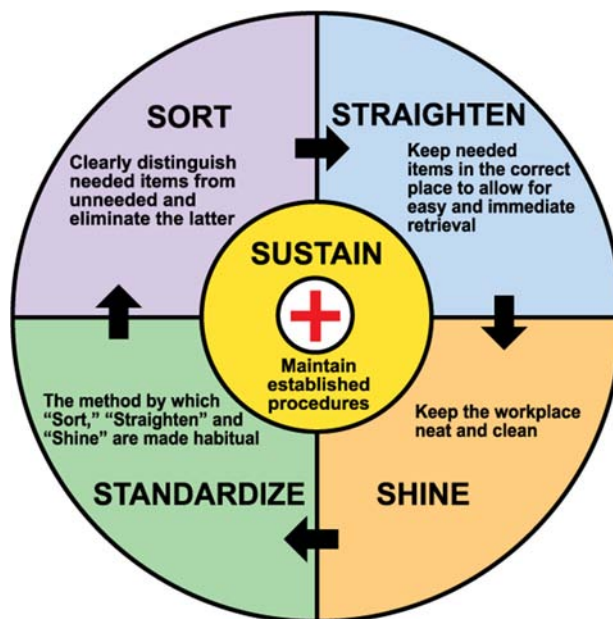 SORT
Clearly distinguish
needed items from
unneeded and
eliminate the latter
STRAIGHTEN
Keep needed
items in the correct
place to allow for
easy and immediate
retrieval
SUSTAIN
Maintain
established
procedures
The method by which
“Sort,” “Straighten” and
“Shine” are made habitual
STANDARDIZE
Keep the workplace
neat and clean
SHINE